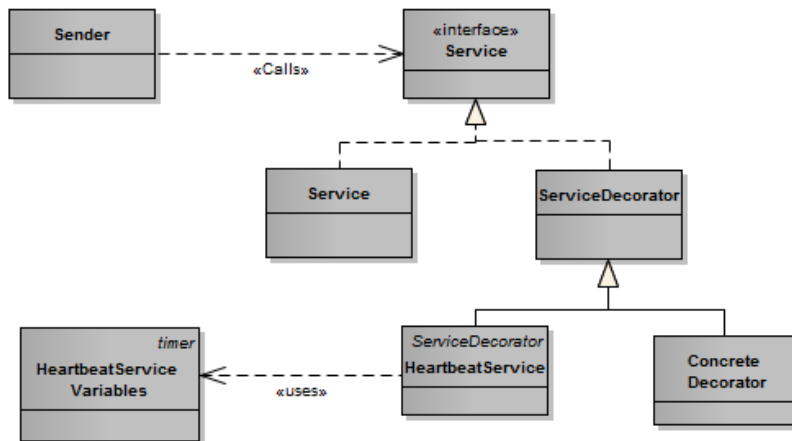 Sender
«interface»
Service
«Calls»
Service
ServiceDecorator
timer
HeartbeatService
Variables
«uses»
ServiceDecorator
HeartbeatService
Concrete
Decorator